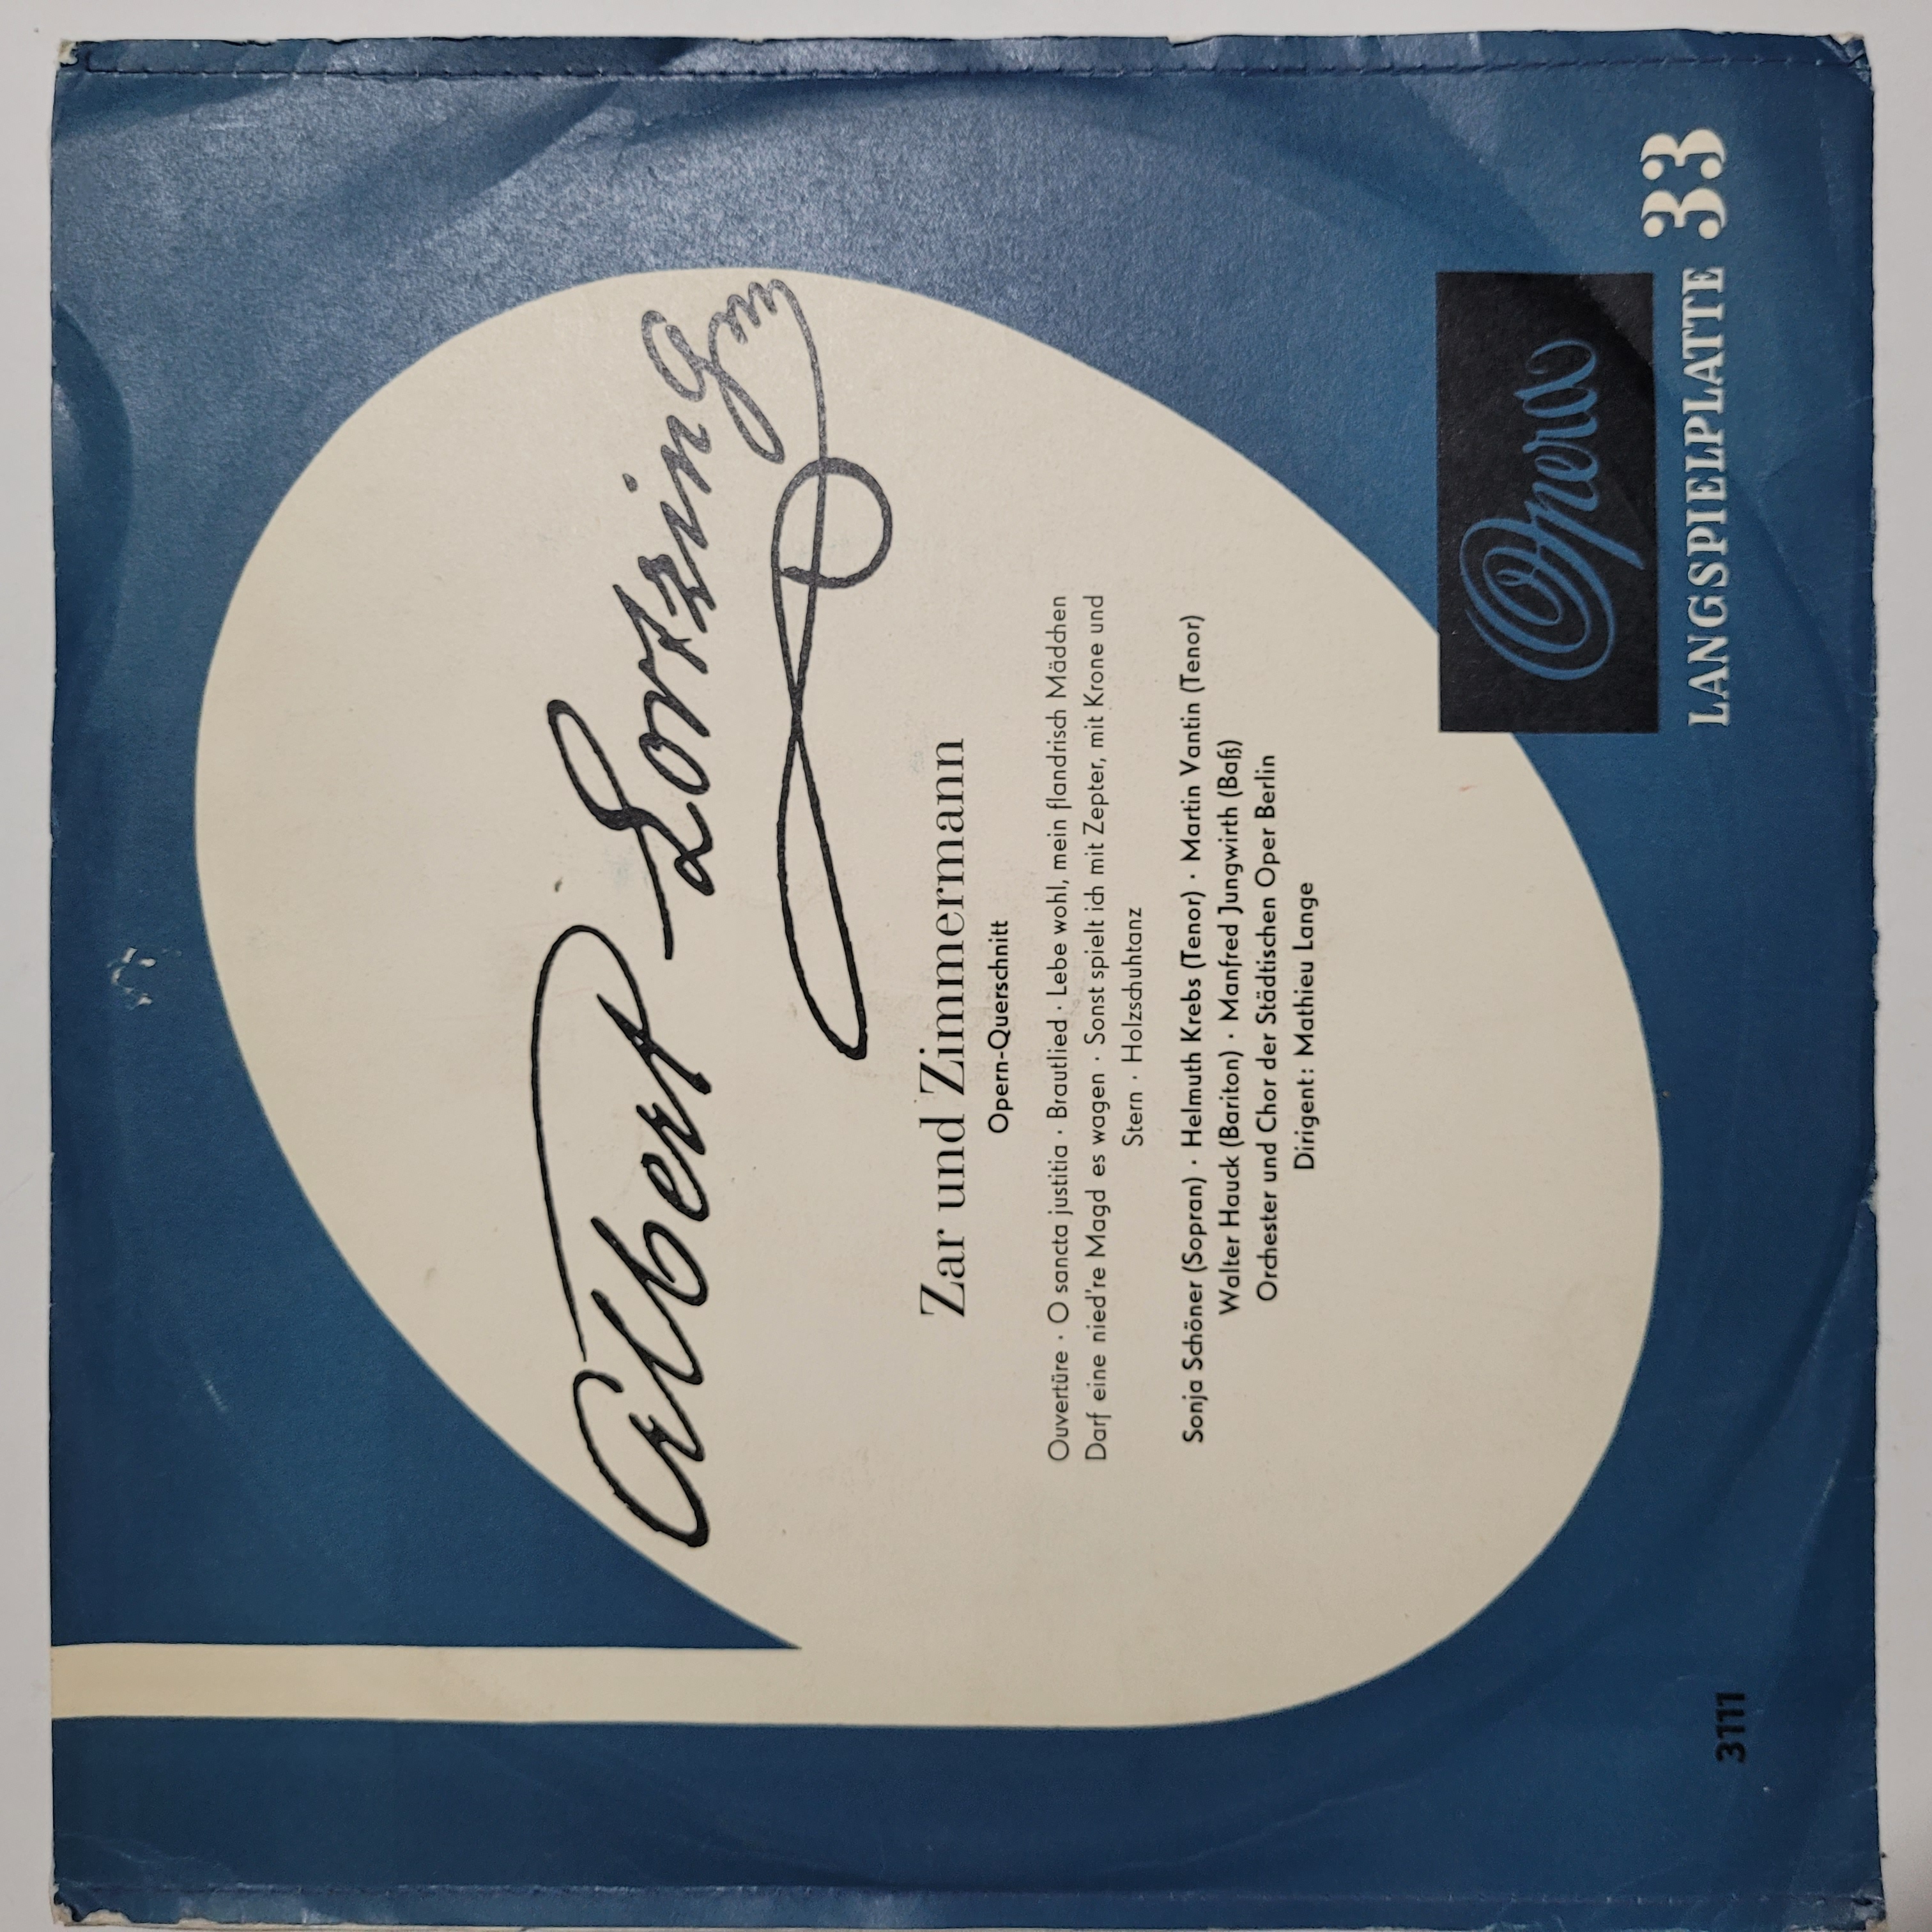 Albert Lortzing
Zar und Zimmermann
Opern-Querschnitt
Ouvertüre · O sancta justitia · Brautlied · Lebe wohl, mein flandrisch Mädchen
Darf eine nied're Magd es wagen · Sonst spielt ich mit Zepter, mit Krone und
Stern · Holzschuhtanz
Sonja Schöner (Sopran) · Helmuth Krebs (Tenor) · Martin Vantin (Tenor)
Walter Hauck (Bariton) · Manfred Jungwirth (Baß)
Orchester und Chor der Städtischen Oper Berlin
Dirigent: Mathieu Lange
Opera
LANGSPIELPLATTE 33
3111